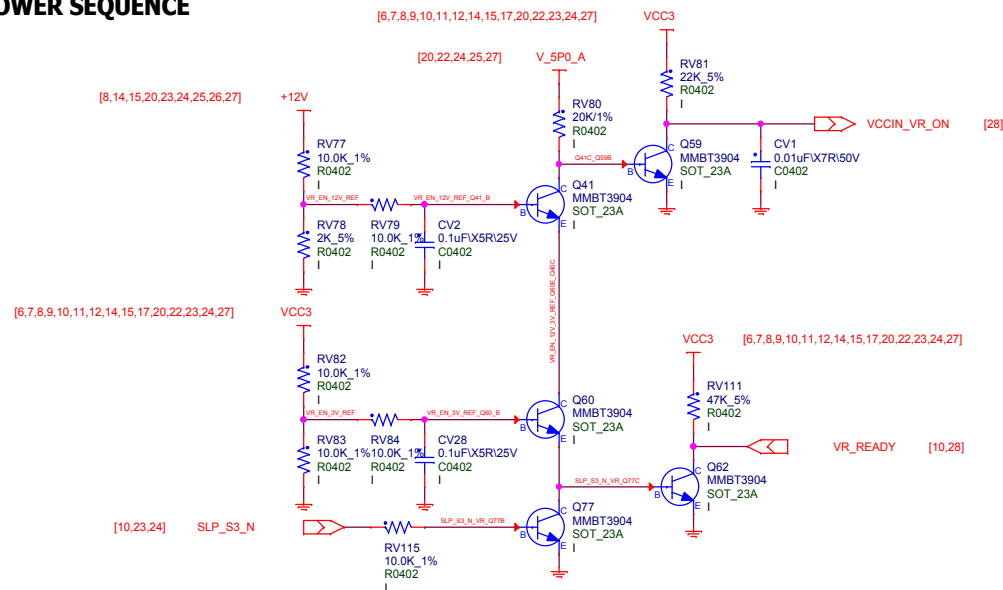 OWER SEQUENCE
[6,7,8,9,10,11,12,14,15,17,20,22,23,24,27]
VCC3
[20,22,24,25,27]
V_5P0_A
RV81
22K_5%
R0402
I
[8,14,15,20,23,24,25,26,27]
+12V
RV80
20K/1%
R0402
I
VCCIN_VR_ON
[28]
RV77
10.0K_1%
R0402
I
Q41C_Q59B
B
C
E
Q59
MMBT3904
SOT_23A
I
CV1
0.01uF\X7R\50V
C0402
I
VR_EN_12V_REF
VR_EN_12V_REF_Q41_B
B
C
E
Q41
MMBT3904
SOT_23A
I
RV78
2K_5%
R0402
I
RV79
10.0K_1%
R0402
I
CV2
0.1uF\X5R\25V
C0402
I
VR_EN_12V_3V_REF_Q60E_Q40C
[6,7,8,9,10,11,12,14,15,17,20,22,23,24,27]
VCC3
VCC3
[6,7,8,9,10,11,12,14,15,17,20,22,23,24,27]
RV82
10.0K_1%
R0402
I
RV111
47K_5%
R0402
I
VR_EN_3V_REF
VR_EN_3V_REF_Q60_B
B
C
E
Q60
MMBT3904
SOT_23A
I
RV83
10.0K_1%
R0402
I
RV84
10.0K_1%
R0402
I
CV28
0.1uF\X5R\25V
C0402
I
VR_READY
[10,28]
SLP_S3_N_VR_Q77C
B
C
E
Q62
MMBT3904
SOT_23A
I
[10,23,24]
SLP_S3_N
SLP_S3_N_VR_Q77B
B
C
E
Q77
MMBT3904
SOT_23A
I
RV115
10.0K_1%
R0402
I